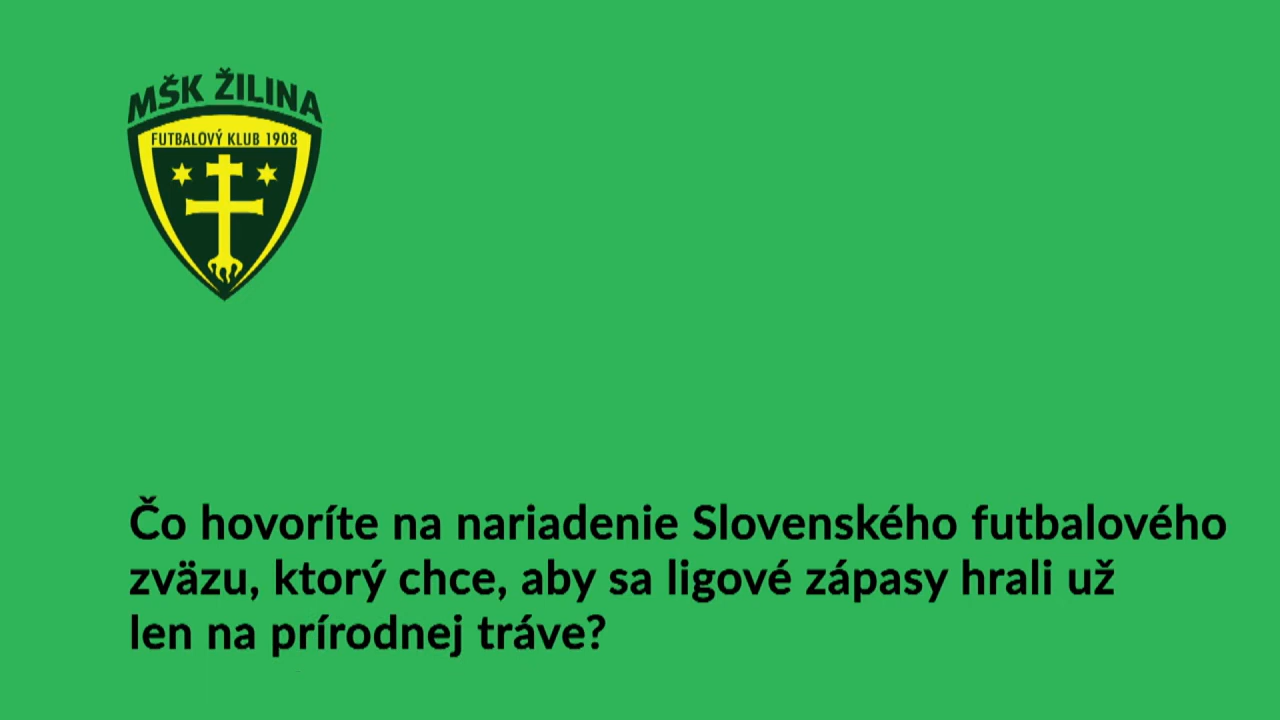 MŠK ŽILINA
FUTBALOVÝ KLUB 1908
Čo hovoríte na nariadenie Slovenského futbalového
zväzu, ktorý chce, aby sa ligové zápasy hrali už
len na prírodnej tráve?